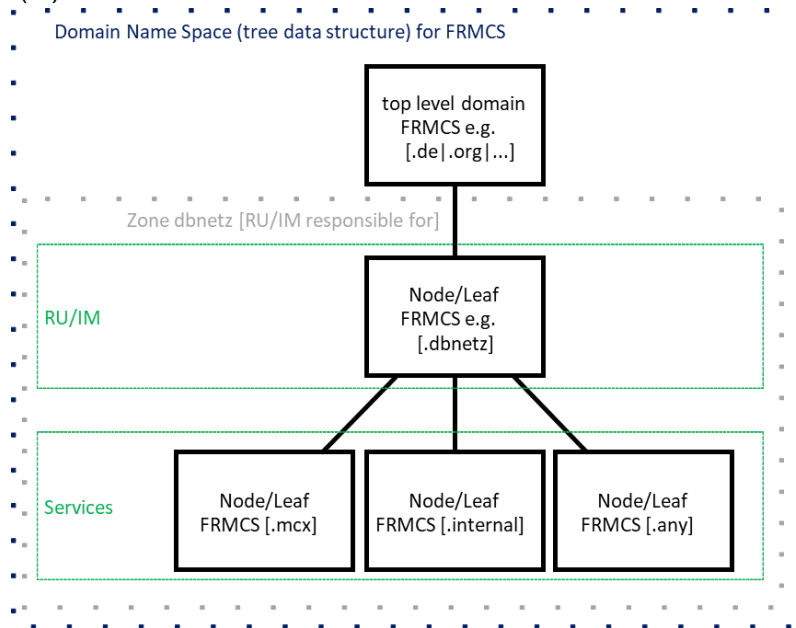 Domain Name Space (tree data structure) for FRMCS
top level domain
FRMCS e.g.
[.de|.org|...]
Zone dbnetz [RU/IM responsible for]
RU/IM
Node/Leaf
FRMCS e.g.
[.dbnetz]
Services
Node/Leaf
FRMCS [.mcx]
Node/Leaf
FRMCS [.internal]
Node/Leaf
FRMCS [.any]